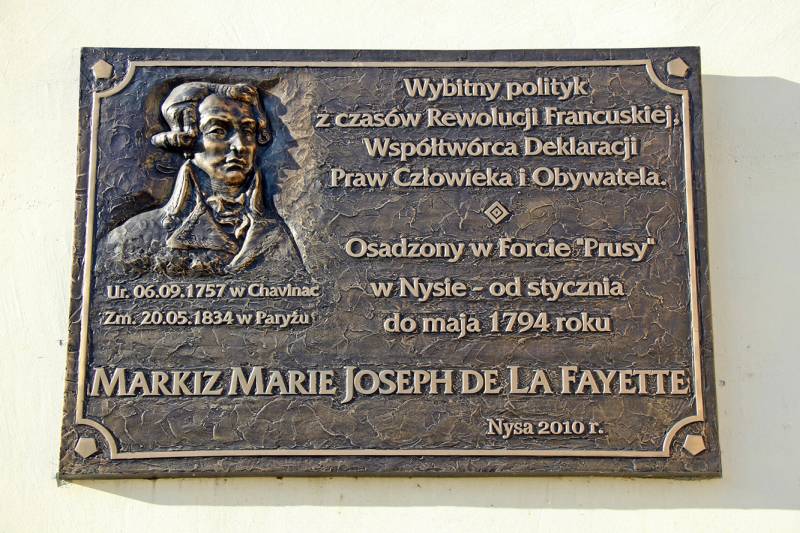 Wybitny polityk
z czasów Rewolucji Francuskiej,
Współtwórca Deklaracji
Praw Człowieka i Obywatela.
Osadzony w Forcie "Prusy"
w Nysie - od stycznia
do maja 1794 roku
Ur. 06.09.1757 w Chavinac
Zm. 20.05.1834 w Paryżu
MARKIZ MARIE JOSEPH DE LA FAYETTE
Nysa 2010 r.